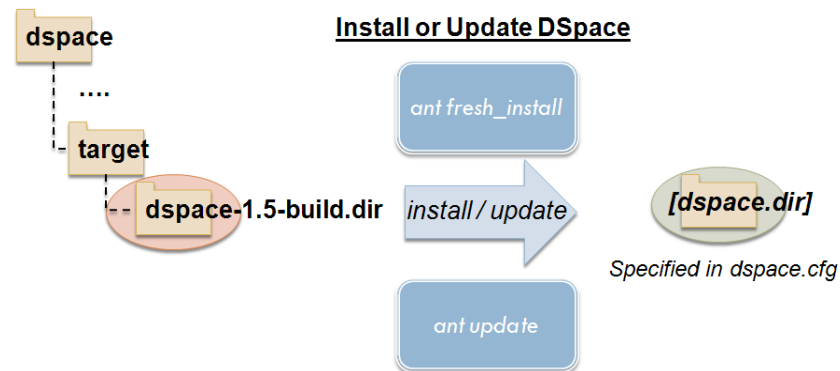 Install or Update DSpace
dspace
....
target
dspace-1.5-build.dir
ant fresh_install
install / update
ant update
[dspace.dir]
Specified in dspace.cfg